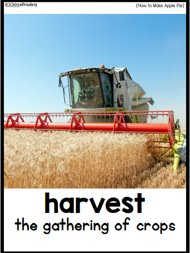 {How to Make Apple Pie}
harvest
the gathering of crops